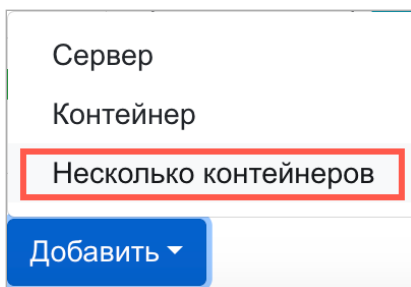 Сервер
Контейнер
Несколько контейнеров
Добавить